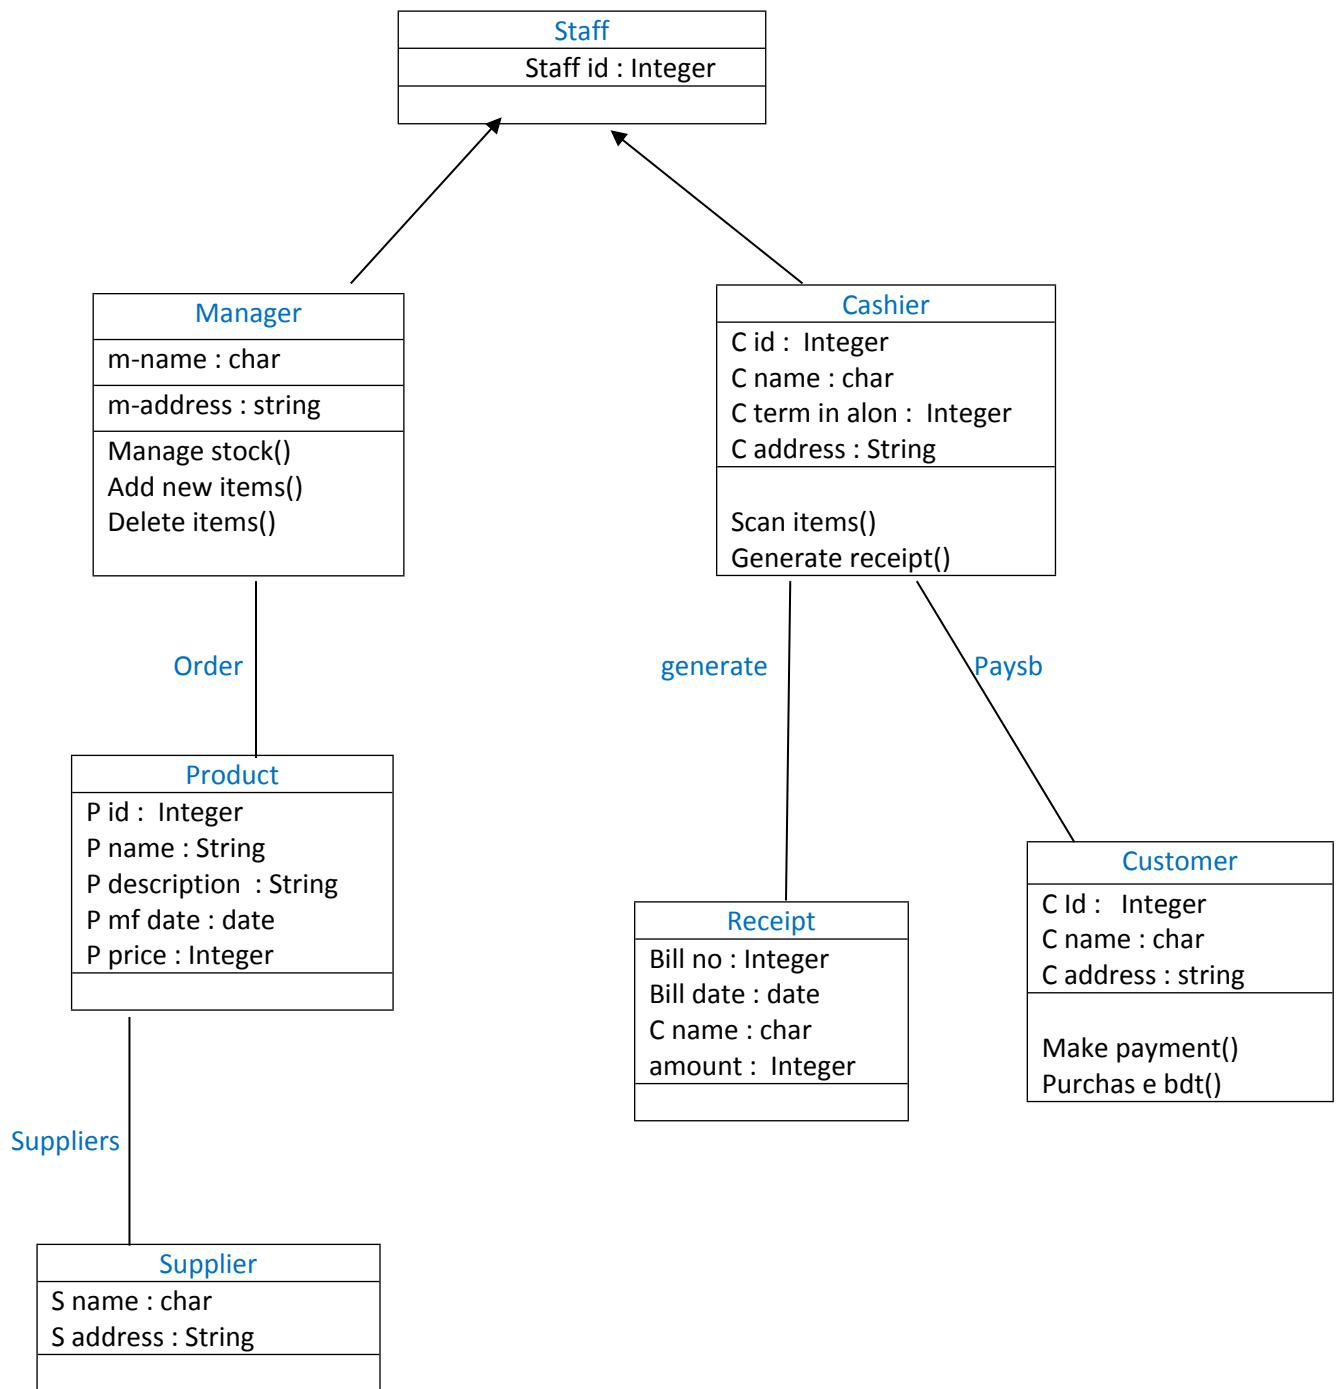 Staff
Staff id : Integer
Manager
m-name : char
m-address : string
Manage stock()
Add new items()
Delete items()
Cashier
C id :  Integer
C name : char
C term in alon :  Integer
C address : String
Scan items()
Generate receipt()
Order
generate
Paysb
Product
P id :  Integer
P name : String
P description  : String
P mf date : date
P price : Integer
Receipt
Bill no : Integer
Bill date : date
C name : char
amount :  Integer
Customer
C Id :   Integer
C name : char
C address : string
Make payment()
Purchas e bdt()
Suppliers
Supplier
S name : char
S address : String